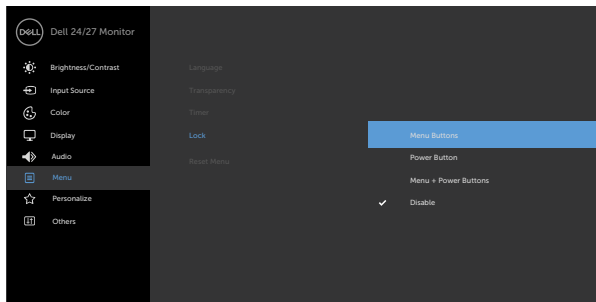 DELL Dell 24/27 Monitor
Brightness/Contrast
Input Source
Color
Display
Audio
Menu
Personalize
Others
Language
Transparency
Timer
Lock
Reset Menu
Menu Buttons
Power Button
Menu + Power Buttons
Disable